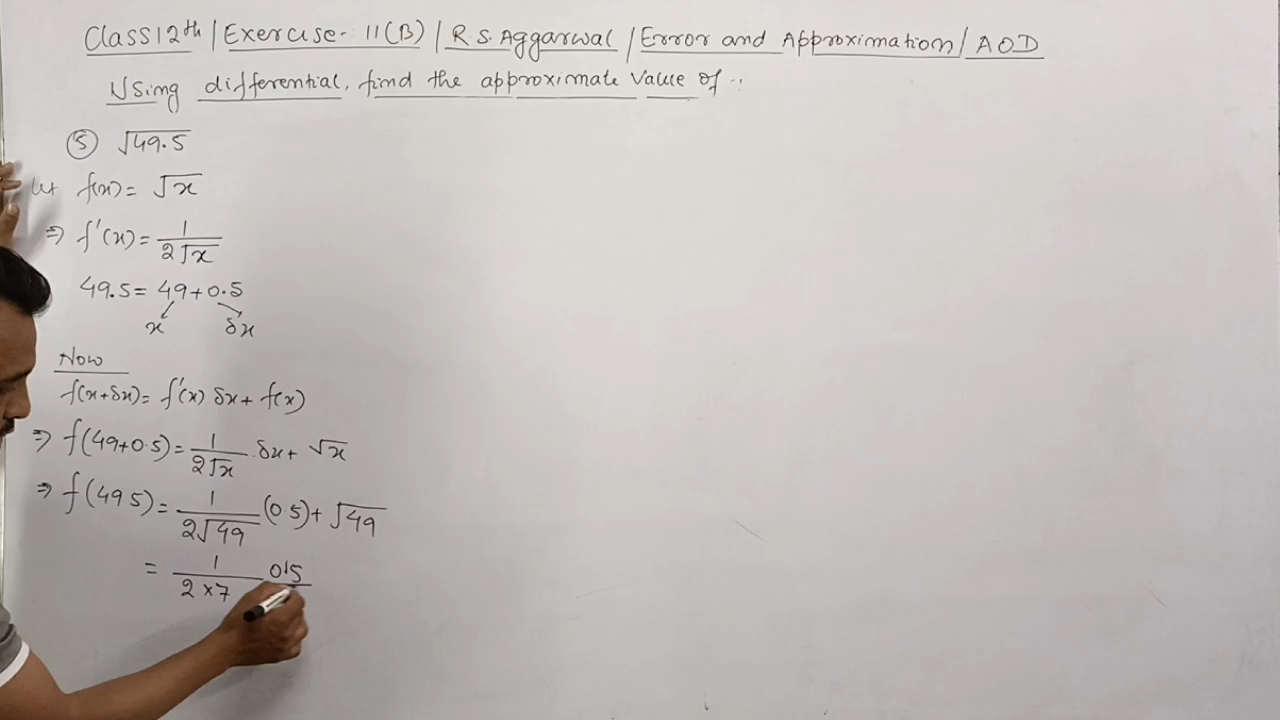 Class 12th / Exercise - 11(B) / R.S. Aggarwal / Error and Approximation / AOD
Using differential, find the approximate value of :
⑤ √49.5
let f(x) = √x
⇒ f'(x) = 1/2√x
49.5 = 49+0.5
x δx
Now
f(x+δx) = f'(x) δx + f(x)
⇒ f(49+0.5) = 1/2√x δx + √x
⇒ f(49 5) = 1/2√49 (0.5) + √49
= 1/2×7 0.5